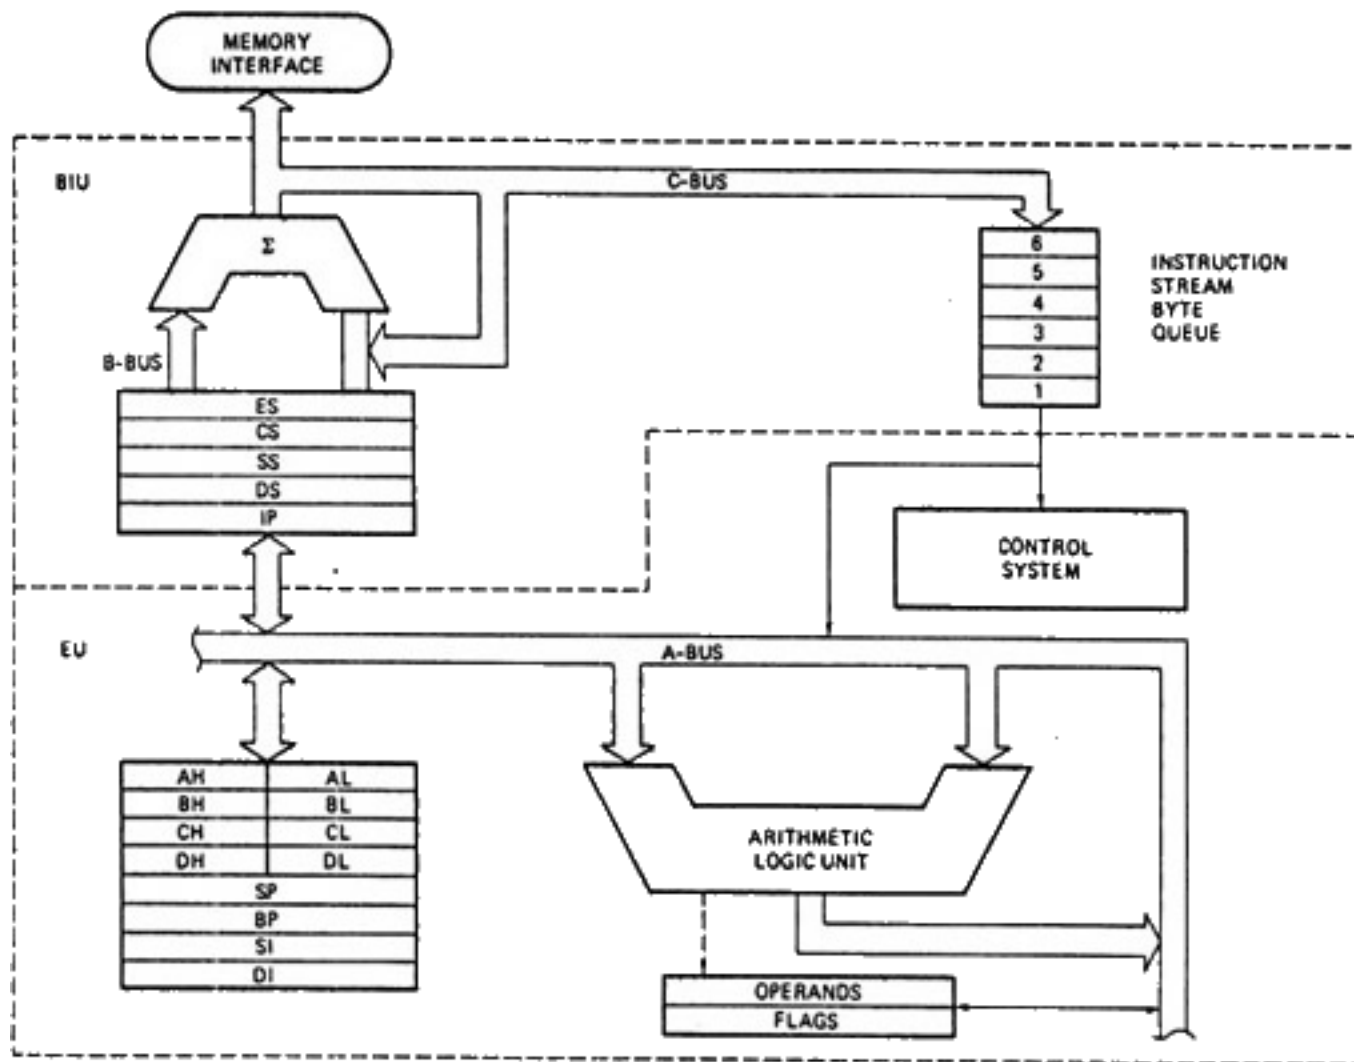 MEMORY
INTERFACE
BIU
C-BUS
Σ
6
5
4
3
2
1
INSTRUCTION
STREAM
BYTE
QUEUE
B-BUS
ES
CS
SS
DS
IP
CONTROL
SYSTEM
EU
A-BUS
AH AL
BH BL
CH CL
DH DL
SP
BP
SI
DI
ARITHMETIC
LOGIC UNIT
OPERANDS
FLAGS